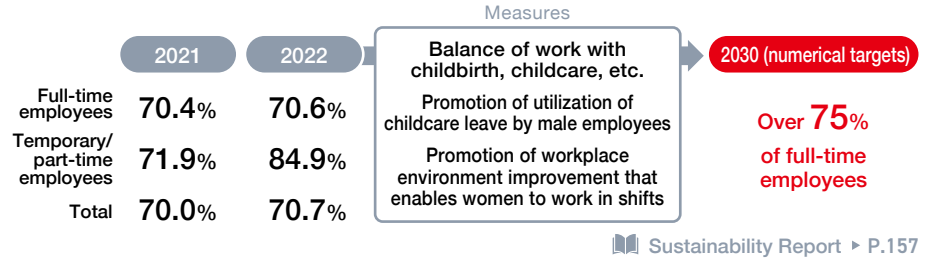 Measures
2021
2022
Balance of work with
childbirth, childcare, etc.
2030 (numerical targets)
Full-time
employees
70.4%
70.6%
Promotion of utilization of
childcare leave by male employees
Over 75%
of full-time
employees
Temporary/
part-time
employees
71.9%
84.9%
Promotion of workplace
environment improvement that
enables women to work in shifts
Total
70.0%
70.7%
Sustainability Report ▸ P.157